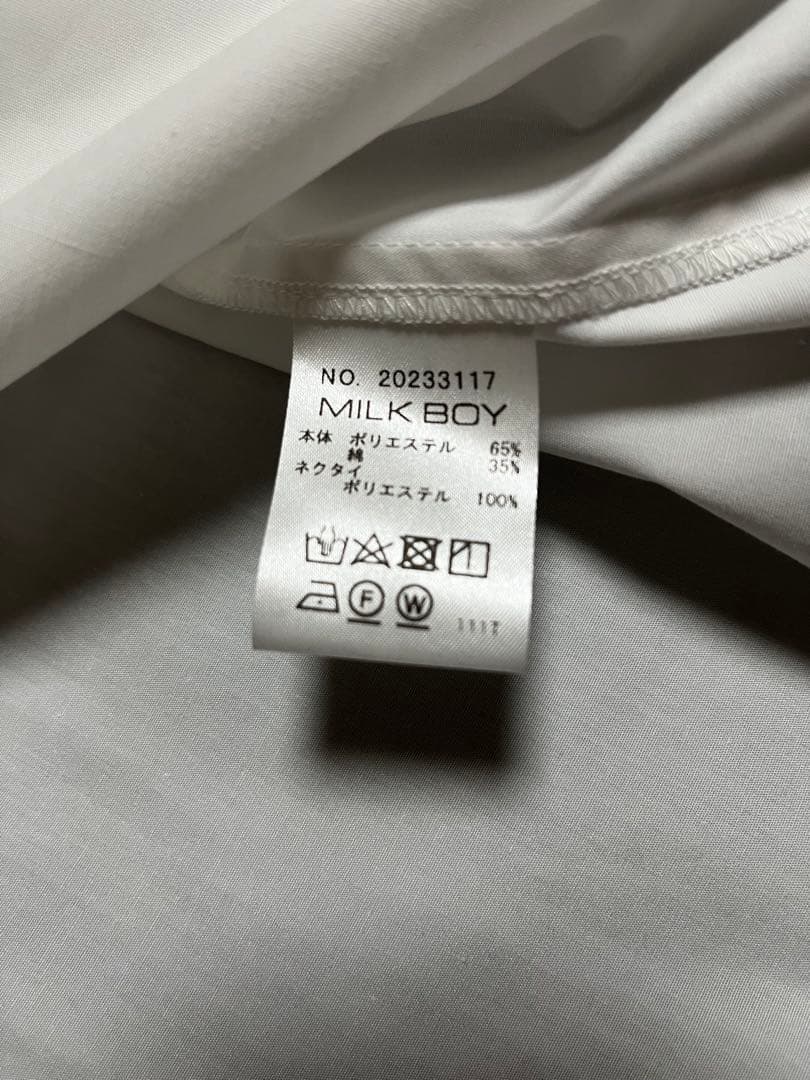 NO. 20233117
MILK BOY
本体 ポリエステル 65%
綿 35%
ネクタイ
ポリエステル 100%
F W